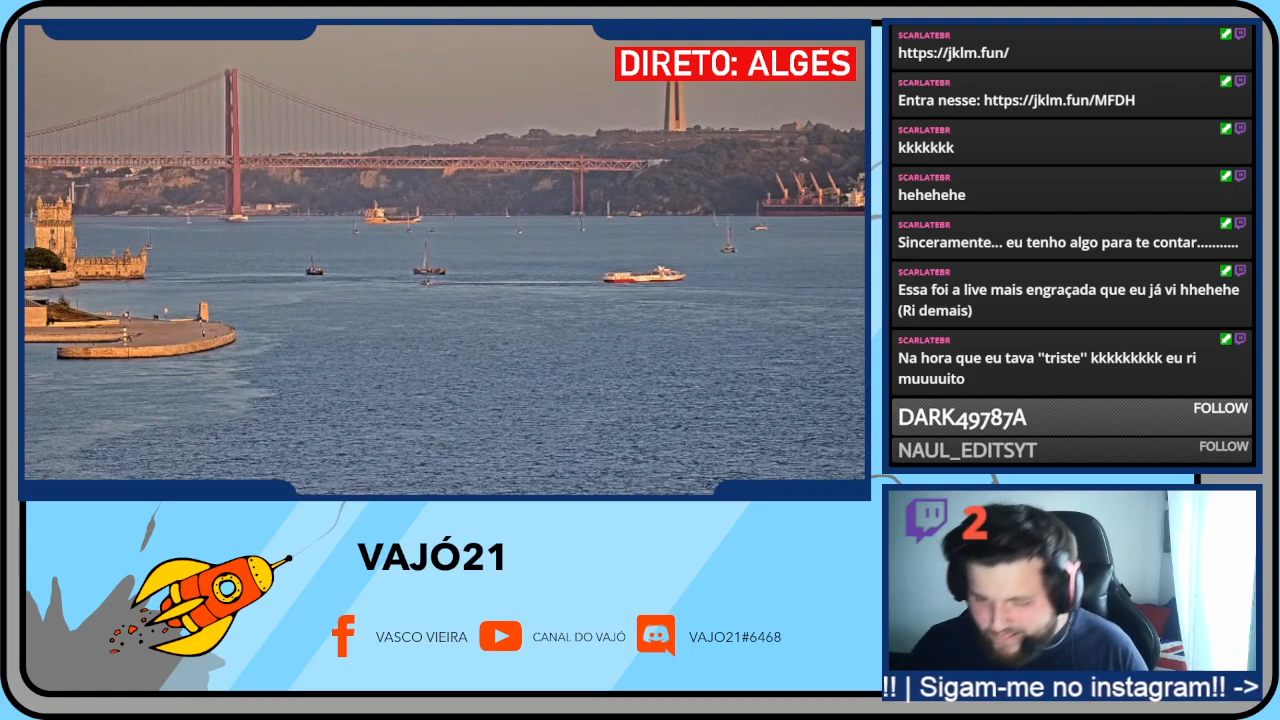 DIRETO: ALGÉS
SCARLATEBR
https://jklm.fun/
SCARLATEBR
Entra nesse: https://jklm.fun/MFDH
SCARLATEBR
kkkkkkk
SCARLATEBR
hehehehe
SCARLATEBR
Sinceramente... eu tenho algo para te contar...........
SCARLATEBR
Essa foi a live mais engraçada que eu já vi hhehehe
(Ri demais)
SCARLATEBR
Na hora que eu tava "triste" kkkkkkkkk eu ri
muuuuito
DARK49787A FOLLOW
NAUL_EDITSYT FOLLOW
2
VAJÓ21
VASCO VIEIRA CANAL DO VAJÓ VAJO21#6468
!! | Sigam-me no instagram!! ->